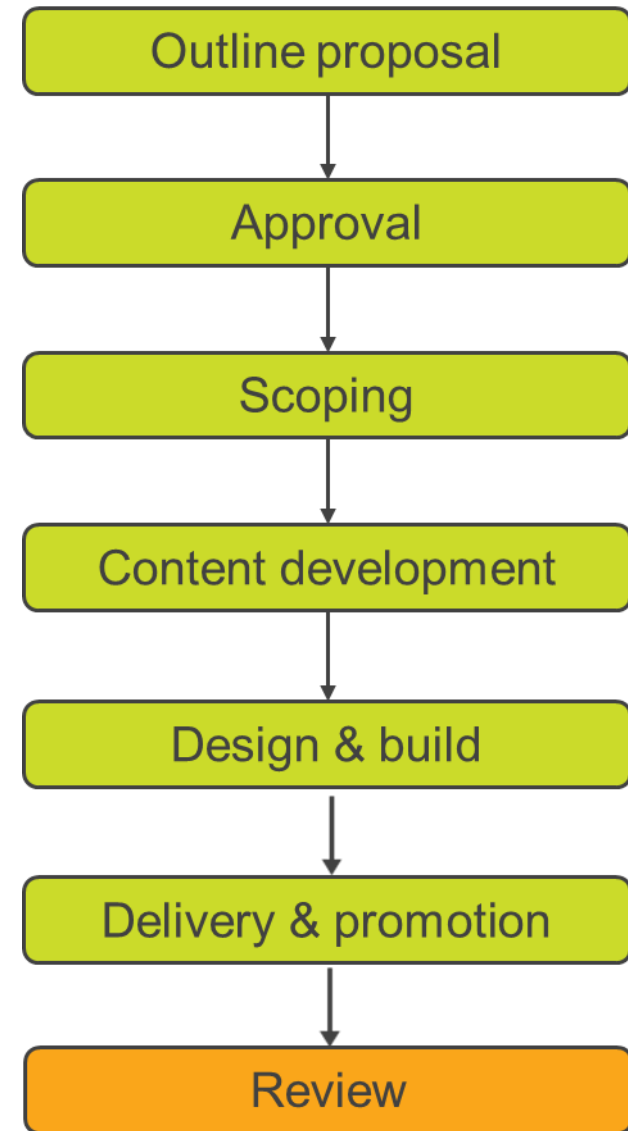 Outline proposal
Approval
Scoping
Content development
Design & build
Delivery & promotion
Review